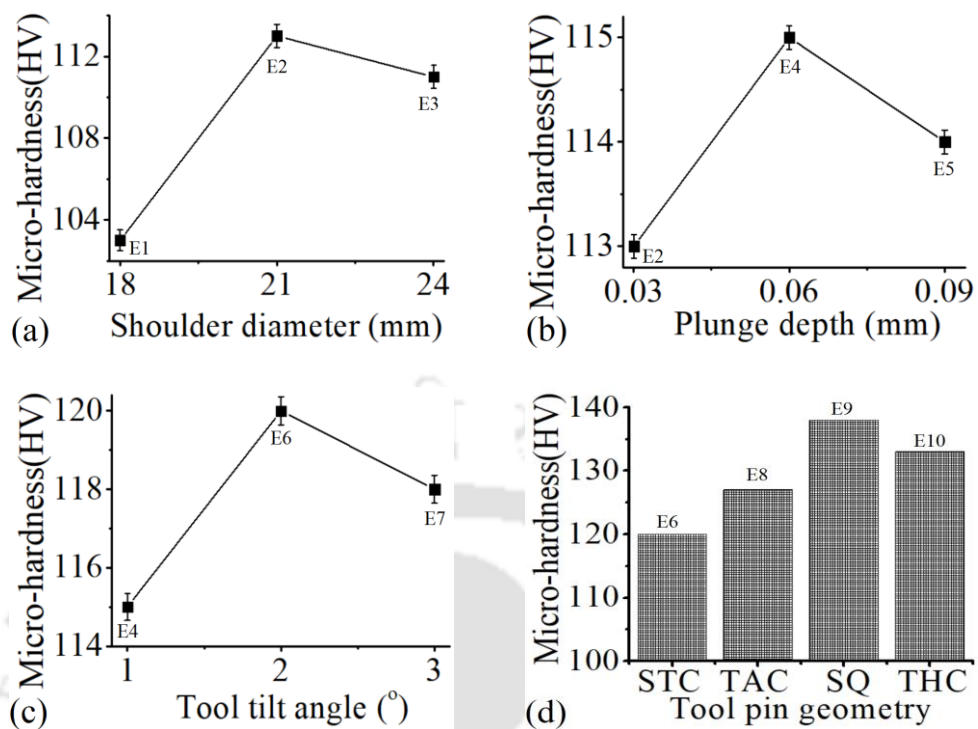 Micro-hardness(HV)
112
108
104
E1
E2
E3
18 21 24
(a) Shoulder diameter (mm)
Micro-hardness(HV)
115
114
113
E2
E4
E5
0.03 0.06 0.09
(b) Plunge depth (mm)
Micro-hardness(HV)
120
118
116
114
E4
E6
E7
1 2 3
(c) Tool tilt angle (°)
Micro-hardness(HV)
140
130
120
110
100
E6
E8
E9
E10
STC TAC SQ THC
(d) Tool pin geometry